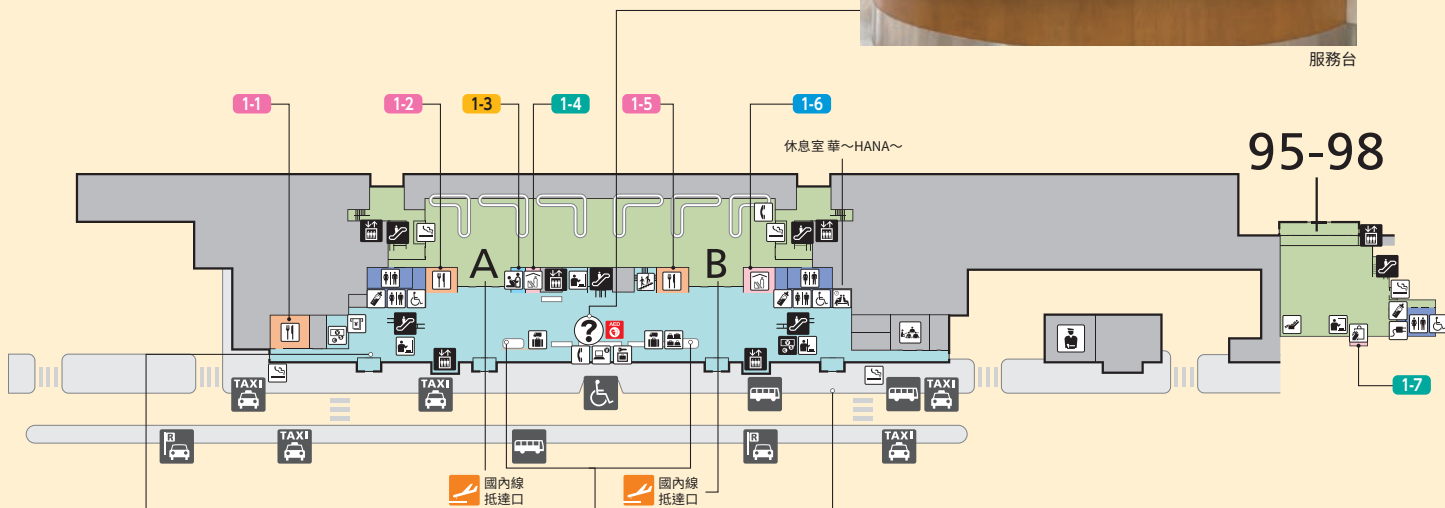 服務台
1-1
1-2
1-3
1-4
1-5
1-6
休息室 華～HANA～
95-98
A
B
AED
?
1-7
TAXI
TAXI
TAXI
R
TAXI
R
TAXI
國內線
抵達口
國內線
抵達口